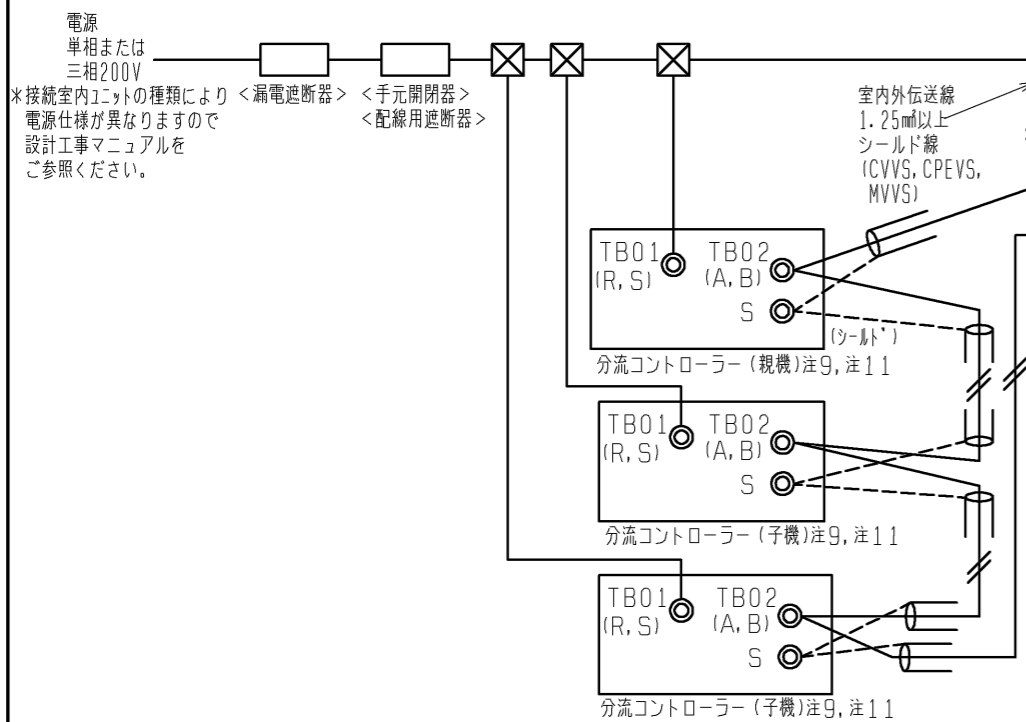 電源
単相または
三相200V
*接続室内ユニットの種類により
電源仕様が異なりますので
設計工事マニュアルを
ご参照ください。
<漏電遮断器>
<手元開閉器>
<配線用遮断器>
室内外伝送線
1.25㎟以上
シールド線
(CVVS,CPEVS,
MVVS)
TB01
(R,S)
TB02
(A,B)
S
(シールド)
分流コントローラー(親機)注9,注11
TB01
(R,S)
TB02
(A,B)
S
分流コントローラー(子機)注9,注11
TB01
(R,S)
TB02
(A,B)
S
分流コントローラー(子機)注9,注11